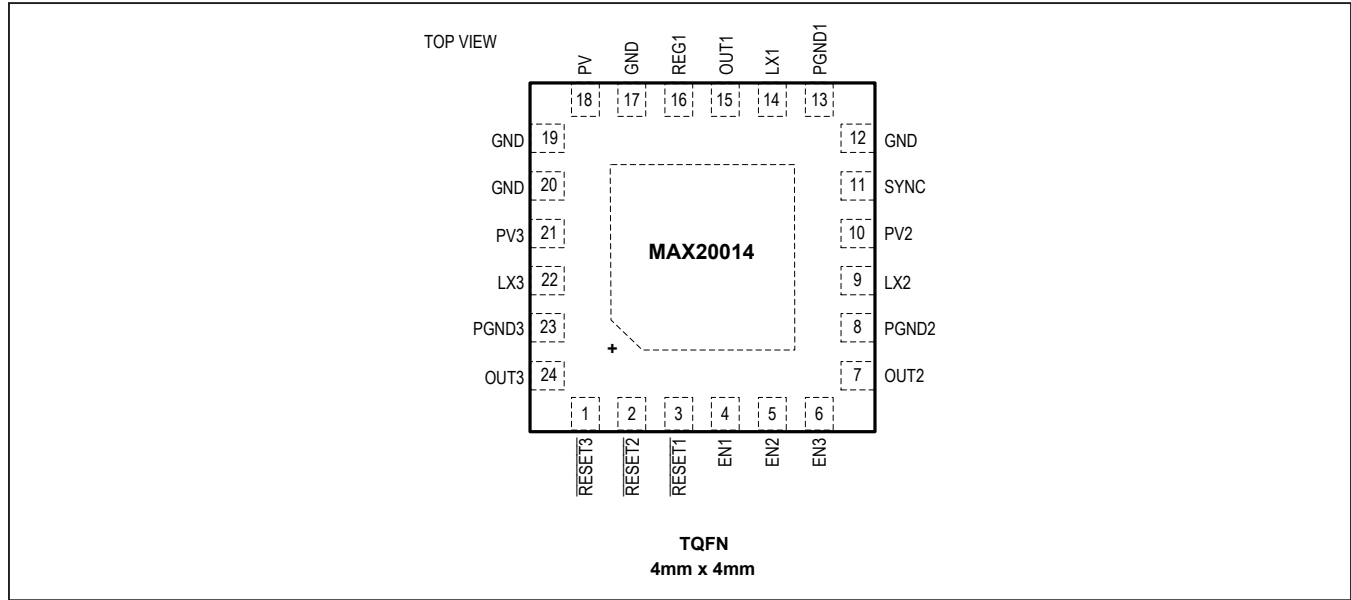 TOP VIEW
PV
GND
REG1
OUT1
LX1
PGND1
18
17
16
15
14
13
GND 19
12 GND
GND 20
11 SYNC
PV3 21
10 PV2
MAX20014
LX3 22
9 LX2
PGND3 23
8 PGND2
+
OUT3 24
7 OUT2
1
2
3
4
5
6
RESET3
RESET2
RESET1
EN1
EN2
EN3
TQFN
4mm x 4mm